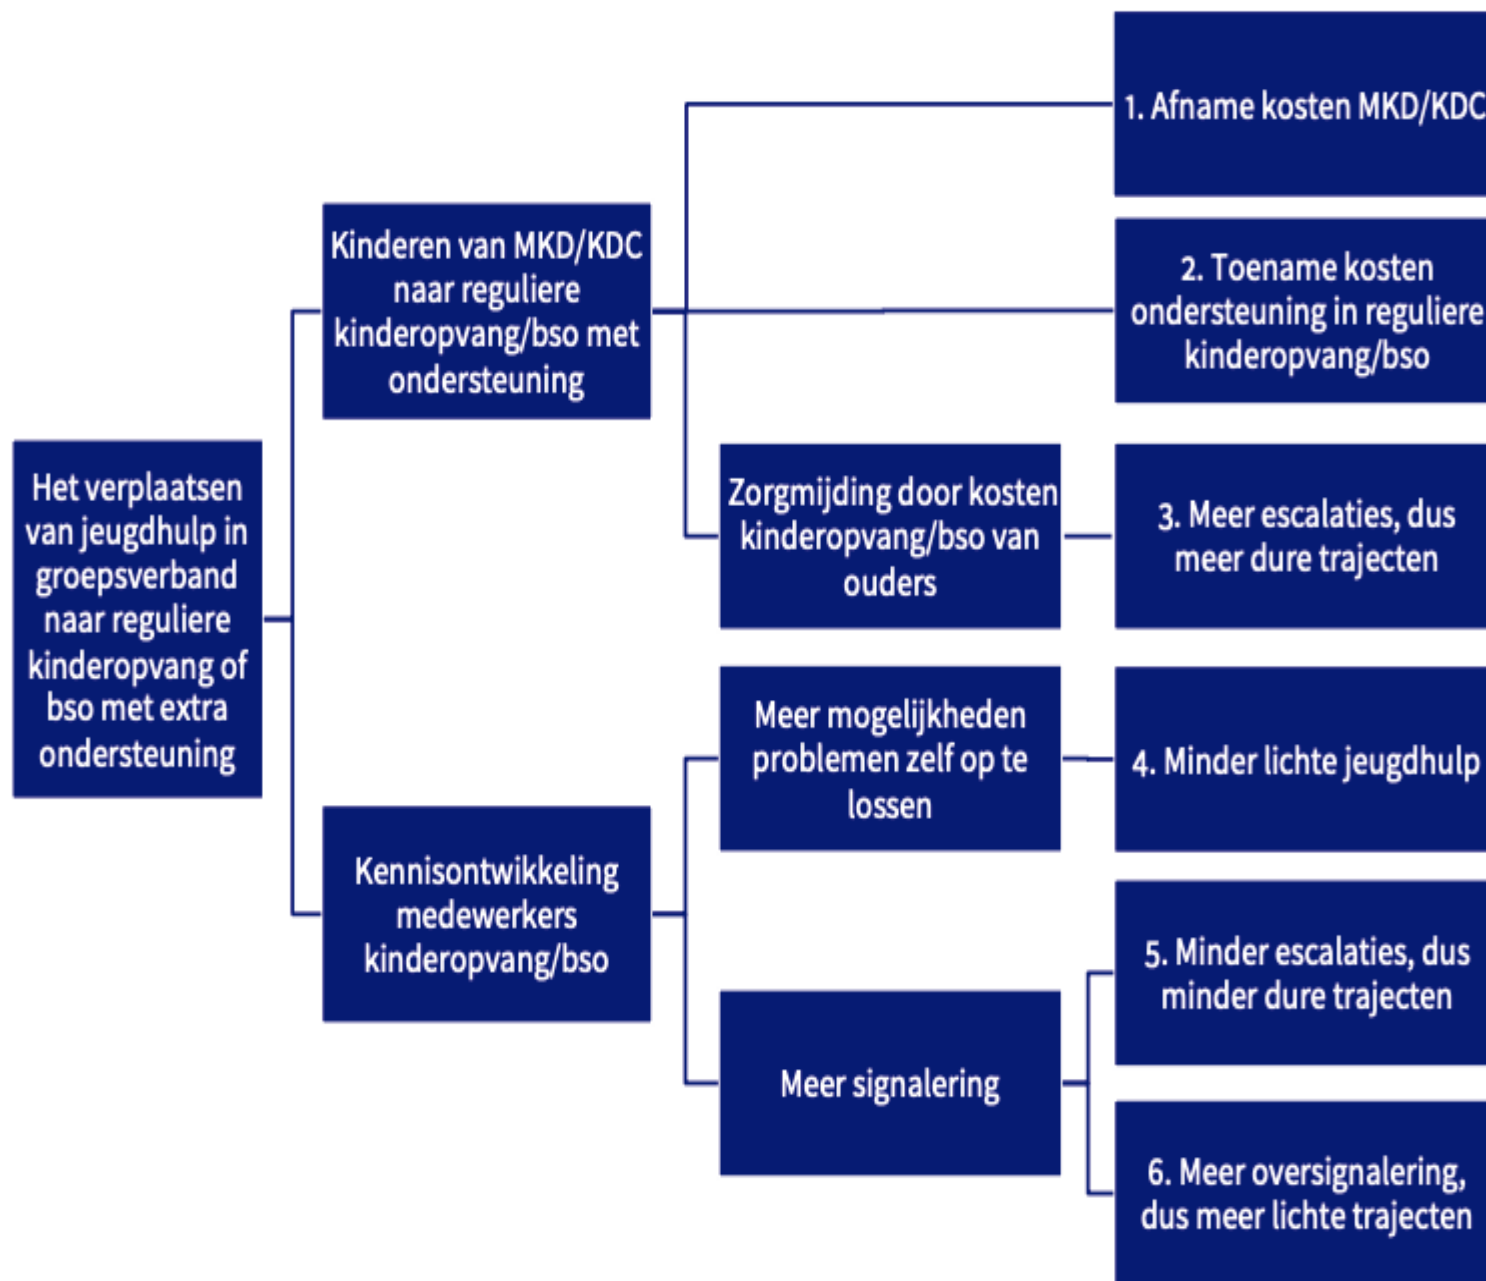 Het verplaatsen
van jeugdhulp in
groepsverband
naar reguliere
kinderopvang of
bso met extra
ondersteuning
Kinderen van MKD/KDC
naar reguliere
kinderopvang/bso met
ondersteuning
1. Afname kosten MKD/KDC
2. Toename kosten
ondersteuning in reguliere
kinderopvang/bso
Zorgmijding door kosten
kinderopvang/bso van
ouders
3. Meer escalaties, dus
meer dure trajecten
Kennisontwikkeling
medewerkers
kinderopvang/bso
Meer mogelijkheden
problemen zelf op te
lossen
4. Minder lichte jeugdhulp
Meer signalering
5. Minder escalaties, dus
minder dure trajecten
6. Meer oversignalering,
dus meer lichte trajecten